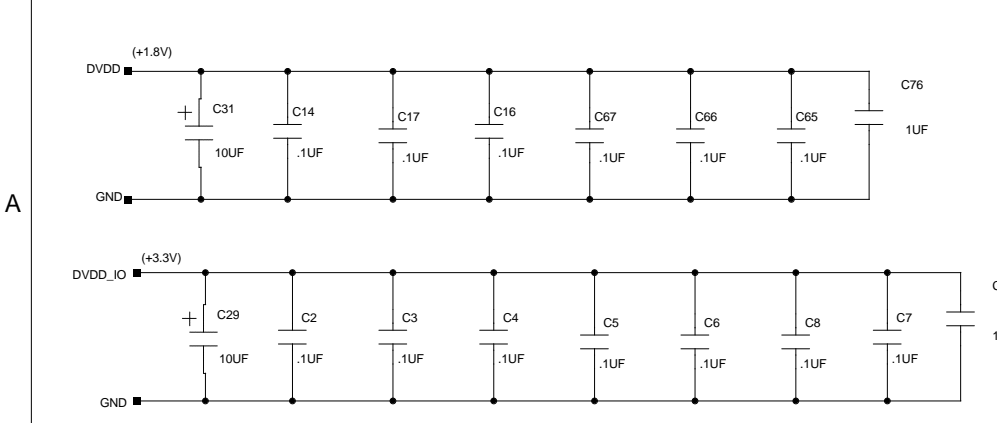 (+1.8V)
DVDD
C31 C14 C17 C16 C67 C66 C65 C76
10UF .1UF .1UF .1UF .1UF .1UF .1UF 1UF
GND
A
(+3.3V)
DVDD_IO
C29 C2 C3 C4 C5 C6 C8 C7
10UF .1UF .1UF .1UF .1UF .1UF .1UF .1UF
GND